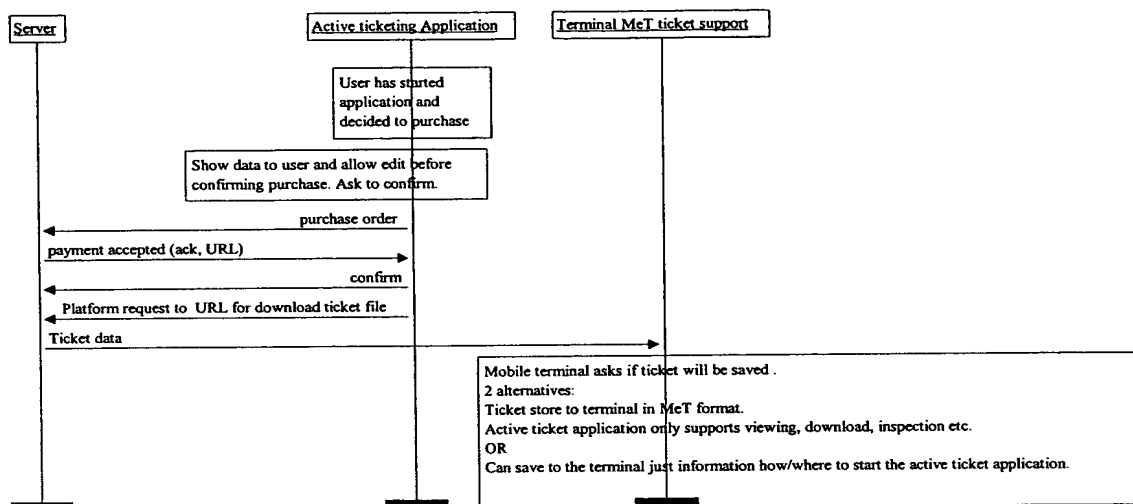 Server
Active ticketing Application
Terminal MeT ticket support
User has started
application and
decided to purchase
Show data to user and allow edit before
confirming purchase. Ask to confirm.
purchase order
payment accepted (ack, URL)
confirm
Platform request to URL for download ticket file
Ticket data
Mobile terminal asks if ticket will be saved .
2 alternatives:
Ticket store to terminal in MeT format.
Active ticket application only supports viewing, download, inspection etc.
OR
Can save to the terminal just information how/where to start the active ticket application.